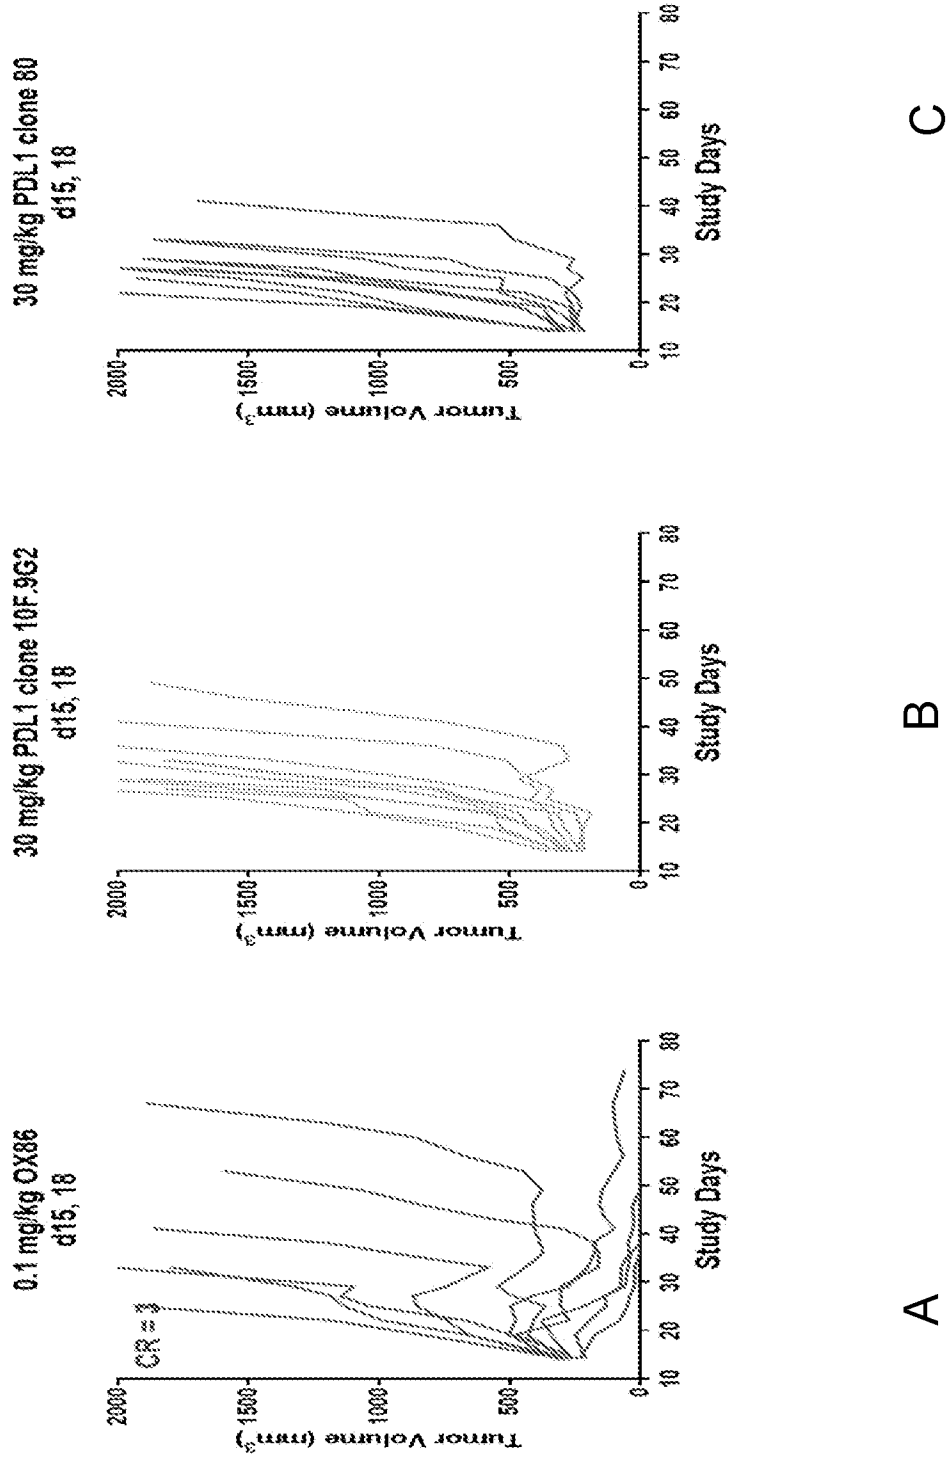 0.1 mg/kg OX86
d15, 18
CR = 3
Tumor Volume (mm³)
2000
1500
1000
500
0
10 20 30 40 50 60 70 80
Study Days
A
30 mg/kg PDL1 clone 10F.9G2
d15, 18
Tumor Volume (mm³)
2000
1500
1000
500
0
10 20 30 40 50 60 70 80
Study Days
B
30 mg/kg PDL1 clone 80
d15, 18
Tumor Volume (mm³)
2000
1500
1000
500
0
10 20 30 40 50 60 70 80
Study Days
C